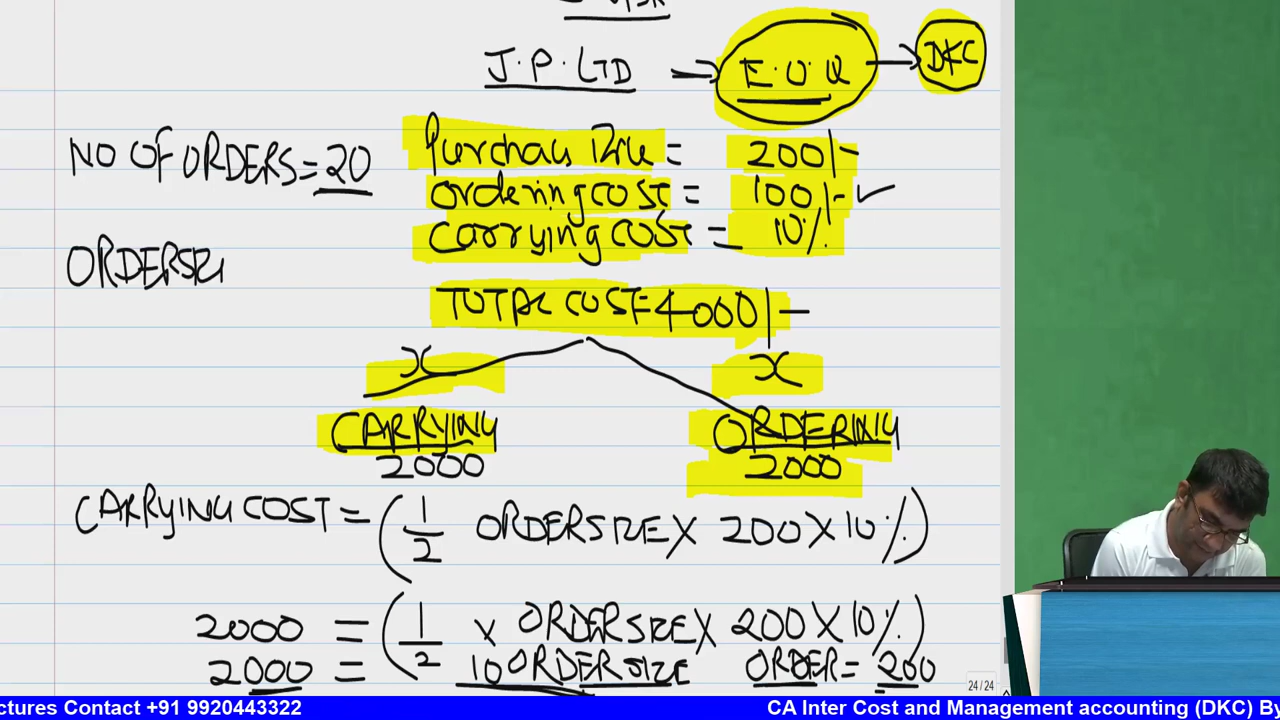 J.P. LTD → E.O.Q → DKC
NO OF ORDERS = 20
Purchase Price = 200/-
ordering cost = 100/- ✓
carrying cost = 10%
ORDERSIZ
TOTAL COST = 4000/-
x x
CARRYING ORDERING
2000 2000
CARRYING COST = (1/2 ORDERSIZE X 200 X 10%)
2000 = (1/2 x ORDERSIZE X 200 X 10%)
2000 = 10 ORDER SIZE ORDER = 200
24/24
ctures Contact +91 9920443322 CA Inter Cost and Management accounting (DKC) By